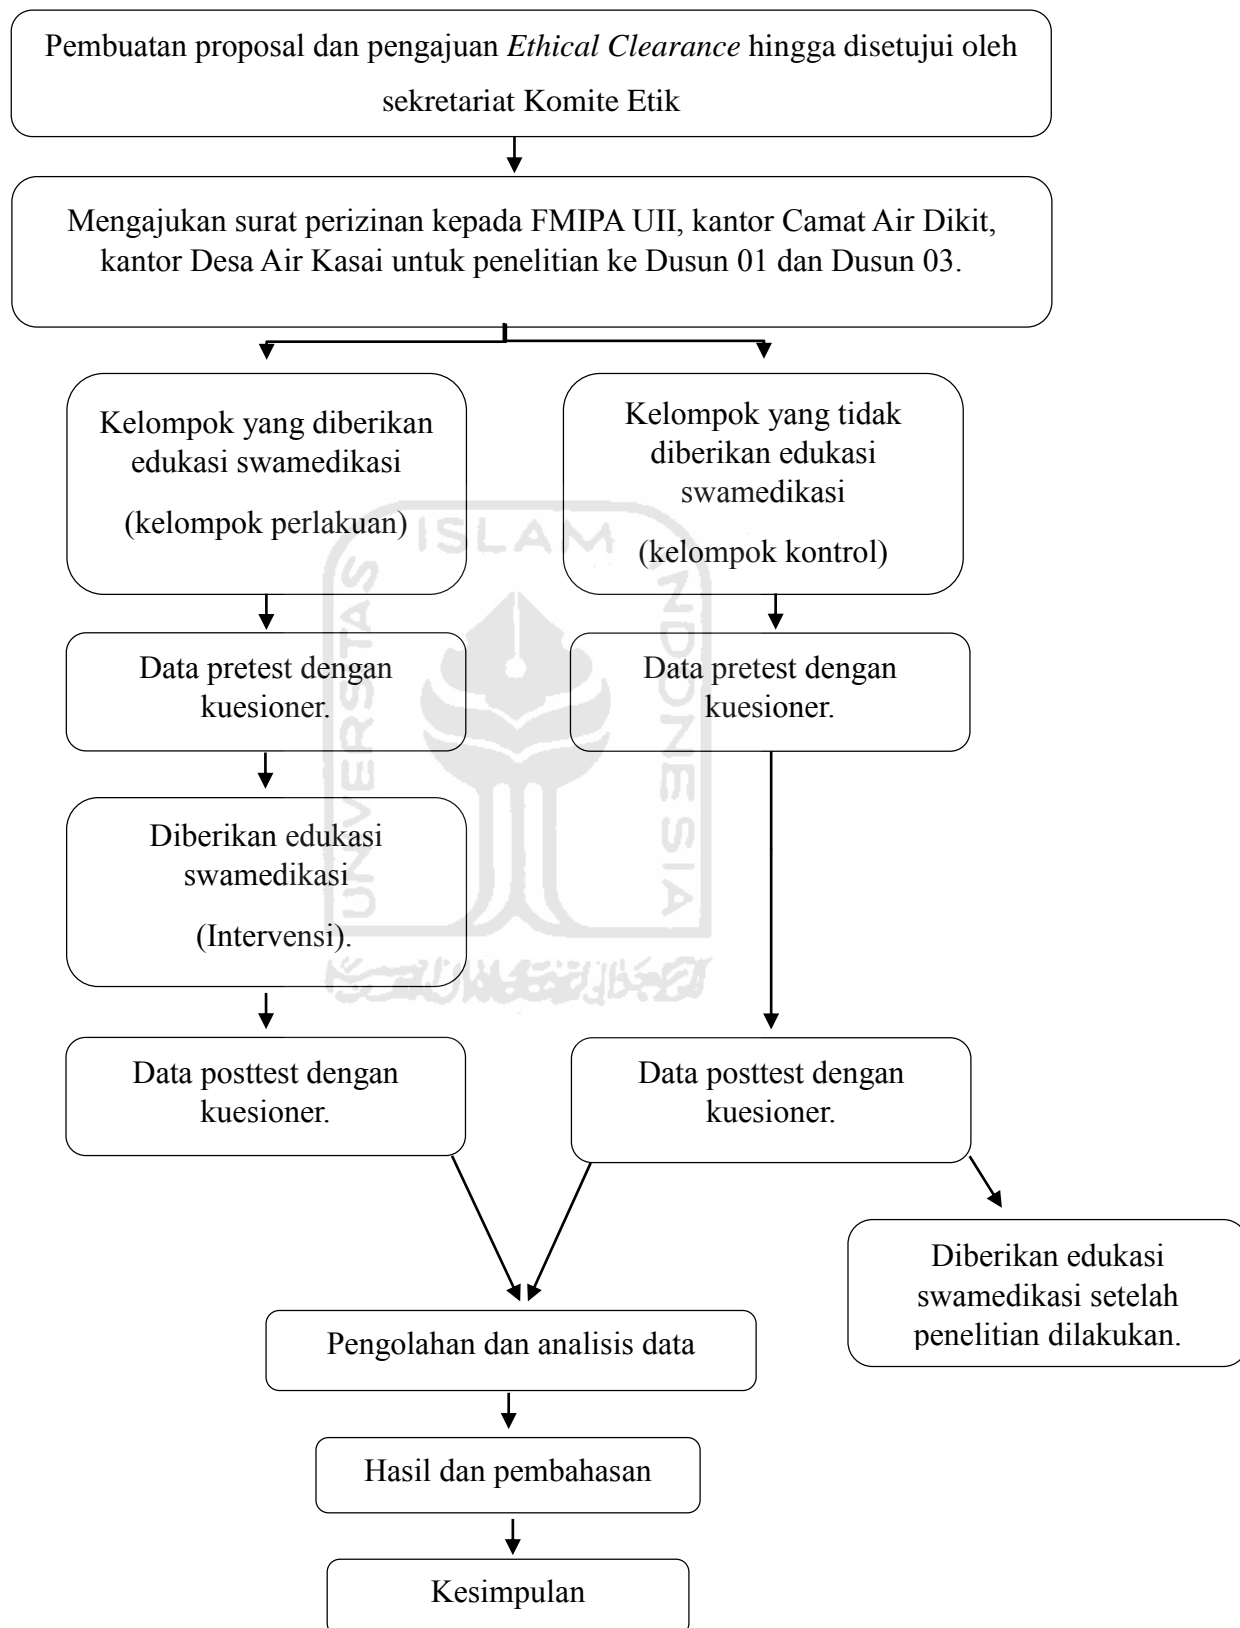 Pembuatan proposal dan pengajuan Ethical Clearance hingga disetujui oleh
sekretariat Komite Etik
Mengajukan surat perizinan kepada FMIPA UII, kantor Camat Air Dikit,
kantor Desa Air Kasai untuk penelitian ke Dusun 01 dan Dusun 03.
Kelompok yang diberikan
edukasi swamedikasi
(kelompok perlakuan)
Kelompok yang tidak
diberikan edukasi
swamedikasi
(kelompok kontrol)
UNIVERSITAS
ISLAM
INDONESIA
Data pretest dengan
kuesioner.
Data pretest dengan
kuesioner.
Diberikan edukasi
swamedikasi
(Intervensi).
Data posttest dengan
kuesioner.
Data posttest dengan
kuesioner.
Diberikan edukasi
swamedikasi setelah
penelitian dilakukan.
Pengolahan dan analisis data
Hasil dan pembahasan
Kesimpulan